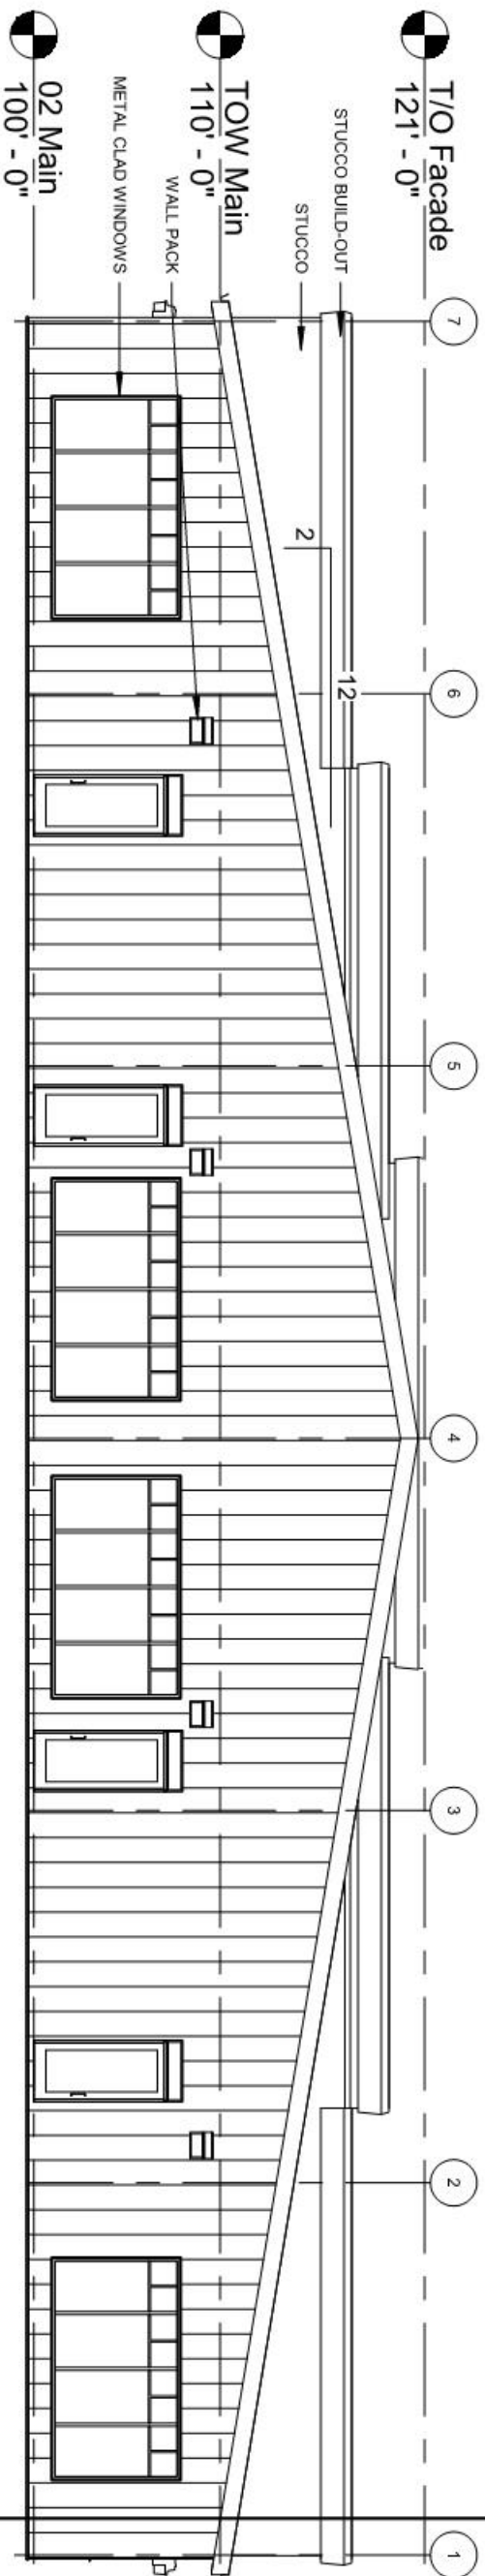 T/O Facade
121' - 0"
TOW Main
110' - 0"
02 Main
100' - 0"
STUCCO BUILD-OUT
STUCCO
WALL PACK
METAL CLAD WINDOWS
2
12
7
6
5
4
3
2
1